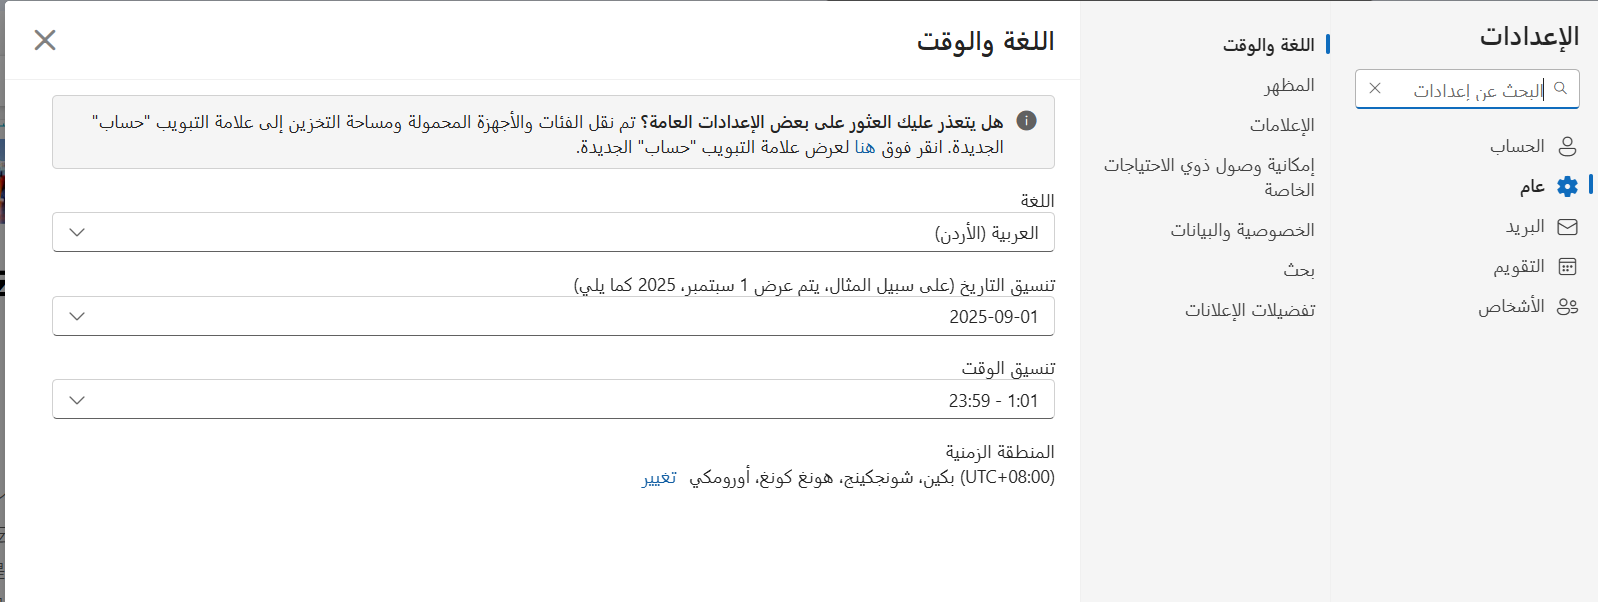 الإعدادات
البحث عن إعدادات
الحساب
عام
البريد
التقويم
الأشخاص
اللغة والوقت
المظهر
الإعلامات
إمكانية وصول ذوي الاحتياجات
الخاصة
الخصوصية والبيانات
بحث
تفضيلات الإعلانات
اللغة والوقت
هل يتعذر عليك العثور على بعض الإعدادات العامة؟ تم نقل الفئات والأجهزة المحمولة ومساحة التخزين إلى علامة التبويب "حساب"
الجديدة. انقر فوق هنا لعرض علامة التبويب "حساب" الجديدة.
اللغة
العربية (الأردن)
تنسيق التاريخ (على سبيل المثال، يتم عرض 1 سبتمبر، 2025 كما يلي)
2025-09-01
تنسيق الوقت
1:01 - 23:59
المنطقة الزمنية
(UTC+08:00) بكين، شونجكينج، هونغ كونغ، أورومكي تغيير